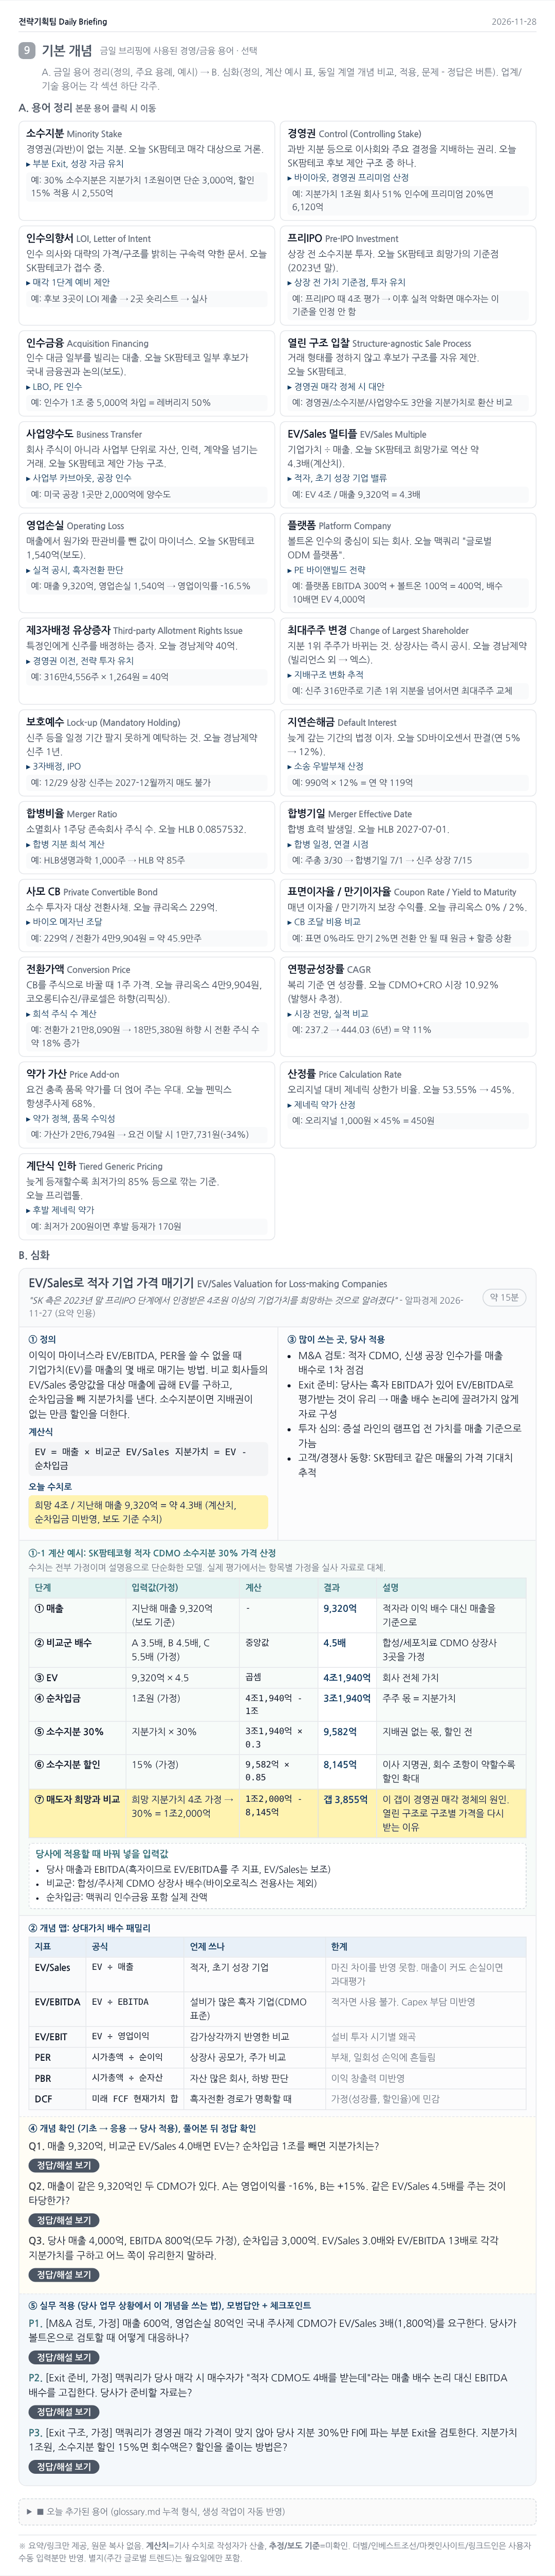 전략기획팀 Daily Briefing
2026-11-28
9 기본 개념 금일 브리핑에 사용된 경영/금융 용어 · 선택
A. 금일 용어 정리(정의, 주요 용례, 예시) → B. 심화(정의, 계산 예시 표, 동일 계열 개념 비교, 적용, 문제 - 정답은 버튼). 업계/
기술 용어는 각 섹션 하단 각주.
A. 용어 정리 본문 용어 클릭 시 이동
소수지분 Minority Stake
경영권(과반)이 없는 지분. 오늘 SK팜테코 매각 대상으로 거론.
▸ 부분 Exit, 성장 자금 유치
예: 30% 소수지분은 지분가치 1조원이면 단순 3,000억, 할인
15% 적용 시 2,550억
경영권 Control (Controlling Stake)
과반 지분 등으로 이사회와 주요 결정을 지배하는 권리. 오늘
SK팜테코 후보 제안 구조 중 하나.
▸ 바이아웃, 경영권 프리미엄 산정
예: 지분가치 1조원 회사 51% 인수에 프리미엄 20%면
6,120억
인수의향서 LOI, Letter of Intent
인수 의사와 대략의 가격/구조를 밝히는 구속력 약한 문서. 오늘
SK팜테코가 접수 중.
▸ 매각 1단계 예비 제안
예: 후보 3곳이 LOI 제출 → 2곳 숏리스트 → 실사
프리IPO Pre-IPO Investment
상장 전 소수지분 투자. 오늘 SK팜테코 희망가의 기준점
(2023년 말).
▸ 상장 전 가치 기준점, 투자 유치
예: 프리IPO 때 4조 평가 → 이후 실적 악화면 매수자는 이
기준을 인정 안 함
인수금융 Acquisition Financing
인수 대금 일부를 빌리는 대출. 오늘 SK팜테코 일부 후보가
국내 금융권과 논의(보도).
▸ LBO, PE 인수
예: 인수가 1조 중 5,000억 차입 = 레버리지 50%
열린 구조 입찰 Structure-agnostic Sale Process
거래 형태를 정하지 않고 후보가 구조를 자유 제안.
오늘 SK팜테코.
▸ 경영권 매각 정체 시 대안
예: 경영권/소수지분/사업양수도 3안을 지분가치로 환산 비교
사업양수도 Business Transfer
회사 주식이 아니라 사업부 단위로 자산, 인력, 계약을 넘기는
거래. 오늘 SK팜테코 제안 가능 구조.
▸ 사업부 카브아웃, 공장 인수
예: 미국 공장 1곳만 2,000억에 양수도
EV/Sales 멀티플 EV/Sales Multiple
기업가치 ÷ 매출. 오늘 SK팜테코 희망가 역산 약
4.3배(계산치).
▸ 적자, 초기 성장 기업 밸류
예: EV 4조 / 매출 9,320억 = 4.3배
영업손실 Operating Loss
매출에서 원가와 판관비를 뺀 값이 마이너스. 오늘 SK팜테코
1,540억(보도).
▸ 실적 공시, 흑자전환 판단
예: 매출 9,320억, 영업손실 1,540억 → 영업이익률 -16.5%
플랫폼 Platform Company
볼트온 인수의 중심이 되는 회사. 오늘 맥쿼리 "글로벌
ODM 플랫폼".
▸ PE 바이앤빌드 전략
예: 플랫폼 EBITDA 300억 + 볼트온 100억 = 400억, 배수
10배면 EV 4,000억
제3자배정 유상증자 Third-party Allotment Rights Issue
특정인에게 신주를 배정하는 증자. 오늘 경남제약 40억.
▸ 경영권 이전, 전략 투자 유치
예: 316만4,556주 × 1,264원 = 40억
최대주주 변경 Change of Largest Shareholder
지분 1위 주주가 바뀌는 것. 상장사는 즉시 공시. 오늘 경남제약
(빌리언스 외 → 엑스).
▸ 지배구조 변화 추적
예: 신주 316만주로 기존 1위 지분을 넘어서면 최대주주 교체
보호예수 Lock-up (Mandatory Holding)
신주 등을 일정 기간 팔지 못하게 예탁하는 것. 오늘 경남제약
신주 1년.
▸ 3자배정, IPO
예: 12/29 상장 신주는 2027-12월까지 매도 불가
지연손해금 Default Interest
늦게 갚는 기간의 법정 이자. 오늘 SD바이오센서 판결(연 5%
→ 12%).
▸ 소송 우발부채 산정
예: 990억 × 12% = 연 약 119억
합병비율 Merger Ratio
소멸회사 1주당 존속회사 주식 수. 오늘 HLB 0.0857532.
▸ 합병 지분 희석 계산
예: HLB생명과학 1,000주 → HLB 약 85주
합병기일 Merger Effective Date
합병 효력 발생일. 오늘 HLB 2027-07-01.
▸ 합병 일정, 연결 시점
예: 주총 3/30 → 합병기일 7/1 → 신주 상장 7/15
사모 CB Private Convertible Bond
소수 투자자 대상 전환사채. 오늘 큐리옥스 229억.
▸ 바이오 메자닌 조달
예: 229억 / 전환가 4만9,904원 = 약 45.9만주
표면이자율 / 만기이자율 Coupon Rate / Yield to Maturity
매년 이자율 / 만기까지 보장 수익률. 오늘 큐리옥스 0% / 2%.
▸ CB 조달 비용 비교
예: 표면 0%라도 만기 2%면 전환 안 될 때 원금 + 할증 상환
전환가액 Conversion Price
CB를 주식으로 바꿀 때 1주 가격. 오늘 큐리옥스 4만9,904원,
코오롱티슈진/큐로셀은 하향(리픽싱).
▸ 희석 주식 수 계산
예: 전환가 21만8,090원 → 18만5,380원 하향 시 전환 주식 수
약 18% 증가
연평균성장률 CAGR
복리 기준 연 성장률. 오늘 CDMO+CRO 시장 10.92%
(발행사 추정).
▸ 시장 전망, 실적 비교
예: 237.2 → 444.03 (6년) = 약 11%
약가 가산 Price Add-on
요건 충족 품목 약가를 더 얹어 주는 우대. 오늘 펜믹스
항생주사제 68%.
▸ 약가 정책, 품목 수익성
예: 가산가 2만6,794원 → 요건 이탈 시 1만7,731원(-34%)
산정률 Price Calculation Rate
오리지널 대비 제네릭 상한가 비율. 오늘 53.55% → 45%.
▸ 제네릭 약가 산정
예: 오리지널 1,000원 × 45% = 450원
계단식 인하 Tiered Generic Pricing
늦게 등재할수록 최저가의 85% 등으로 깎는 기준.
오늘 프리렙톨.
▸ 후발 제네릭 약가
예: 최저가 200원이면 후발 등재가 170원
B. 심화
EV/Sales로 적자 기업 가격 매기기 EV/Sales Valuation for Loss-making Companies
"SK 측은 2023년 말 프리IPO 단계에서 인정받은 4조원 이상의 기업가치를 희망하는 것으로 알려졌다" - 알파경제 2026-
11-27 (요약 인용)
약 15분
① 정의
이익이 마이너스라 EV/EBITDA, PER을 쓸 수 없을 때
기업가치(EV)를 매출의 몇 배로 매기는 방법. 비교 회사들의
EV/Sales 중앙값을 대상 매출에 곱해 EV를 구하고,
순차입금을 빼 지분가치를 낸다. 소수지분이면 지배권이
없는 만큼 할인을 더한다.
계산식
EV = 매출 × 비교군 EV/Sales 지분가치 = EV -
순차입금
오늘 수치로
희망 4조 / 지난해 매출 9,320억 = 약 4.3배 (계산치,
순차입금 미반영, 보도 기준 수치)
③ 많이 쓰는 곳, 당사 적용
• M&A 검토: 적자 CDMO, 신생 공장 인수가를 매출
배수로 1차 점검
• Exit 준비: 당사는 흑자 EBITDA가 있어 EV/EBITDA로
평가받는 것이 유리 → 매출 배수 논리에 끌려가지 않게
자료 구성
• 투자 심의: 증설 라인의 램프업 전 가치를 매출 기준으로
가늠
• 고객/경쟁사 동향: SK팜테코 같은 매물의 가격 기대치
추적
①-1 계산 예시: SK팜테코형 적자 CDMO 소수지분 30% 가격 산정
수치는 전부 가정이며 설명용으로 단순화한 모델. 실제 평가에서는 항목별 가정을 실사 자료로 대체.
단계 입력값(가정) 계산 결과 설명
① 매출 지난해 매출 9,320억 (보도 기준) - 9,320억 적자라 이익 배수 대신 매출을 기준으로
② 비교군 배수 A 3.5배, B 4.5배, C 5.5배 (가정) 중앙값 4.5배 합성/세포치료 CDMO 상장사 3곳을 가정
③ EV 9,320억 × 4.5 곱셈 4조1,940억 회사 전체 가치
④ 순차입금 1조원 (가정) 4조1,940억 - 1조 3조1,940억 주주 몫 = 지분가치
⑤ 소수지분 30% 지분가치 × 30% 3조1,940억 × 0.3 9,582억 지배권 없는 몫, 할인 전
⑥ 소수지분 할인 15% (가정) 9,582억 × 0.85 8,145억 이사 지명권, 회수 조항이 약할수록 할인 확대
⑦ 매도자 희망과 비교 희망 지분가치 4조 가정 → 30% = 1조2,000억 1조2,000억 - 8,145억 갭 3,855억 이 갭이 경영권 매각 정체의 원인. 열린 구조로 구조별 가격을 다시 받는 이유
당사에 적용할 때 바꿔 넣을 입력값
• 당사 매출과 EBITDA(흑자이므로 EV/EBITDA를 주 지표, EV/Sales는 보조)
• 비교군: 합성/주사제 CDMO 상장사 배수(바이오로직스 전용사는 제외)
• 순차입금: 맥쿼리 인수금융 포함 실제 잔액
② 개념 맵: 상대가치 배수 패밀리
지표 공식 언제 쓰나 한계
EV/Sales EV ÷ 매출 적자, 초기 성장 기업 마진 차이를 반영 못함. 매출이 커도 손실이면 과대평가
EV/EBITDA EV ÷ EBITDA 설비가 많은 흑자 기업(CDMO 표준) 적자면 사용 불가. Capex 부담 미반영
EV/EBIT EV ÷ 영업이익 감가상각까지 반영한 비교 설비 투자 시기별 왜곡
PER 시가총액 ÷ 순이익 상장사 공모가, 주가 비교 부채, 일회성 손익에 흔들림
PBR 시가총액 ÷ 순자산 자산 많은 회사, 하방 판단 이익 창출력 미반영
DCF 미래 FCF 현재가치 합 흑자전환 경로가 명확할 때 가정(성장률, 할인율)에 민감
④ 개념 확인 (기초 → 응용 → 당사 적용), 풀어본 뒤 정답 확인
Q1. 매출 9,320억, 비교군 EV/Sales 4.0배면 EV는? 순차입금 1조를 빼면 지분가치는?
정답/해설 보기
Q2. 매출이 같은 9,320억인 두 CDMO가 있다. A는 영업이익률 -16%, B는 +15%. 같은 EV/Sales 4.5배를 주는 것이
타당한가?
정답/해설 보기
Q3. 당사 매출 4,000억, EBITDA 800억(모두 가정), 순차입금 3,000억. EV/Sales 3.0배와 EV/EBITDA 13배로 각각
지분가치를 구하고 어느 쪽이 유리한지 말하라.
정답/해설 보기
⑤ 실무 적용 (당사 업무 상황에서 이 개념을 쓰는 법), 모범답안 + 체크포인트
P1. [M&A 검토, 가정] 매출 600억, 영업손실 80억인 국내 주사제 CDMO가 EV/Sales 3배(1,800억)를 요구한다. 당사가
볼트온으로 검토할 때 어떻게 대응하나?
정답/해설 보기
P2. [Exit 준비, 가정] 맥쿼리가 당사 매각 시 매수자가 "적자 CDMO도 4배를 받는데"라는 매출 배수 논리 대신 EBITDA
배수를 고집한다. 당사가 준비할 자료는?
정답/해설 보기
P3. [Exit 구조, 가정] 맥쿼리가 경영권 매각 가격이 맞지 않아 당사 지분 30%만 FI에 파는 부분 Exit을 검토한다. 지분가치
1조원, 소수지분 할인 15%면 회수액은? 할인을 줄이는 방법은?
정답/해설 보기
▶ ■ 오늘 추가된 용어 (glossary.md 누적 형식, 생성 작업이 자동 반영)
※ 요약/링크만 제공, 원문 복사 없음. 계산치=기사 수치로 작성자가 산출, 추정/보도 기준=미확인. 더벨/인베스트조선/마켓인사이트/링크드인은 사용자
수동 입력분만 반영. 별지(주간 글로벌 트렌드)는 월요일에만 포함.